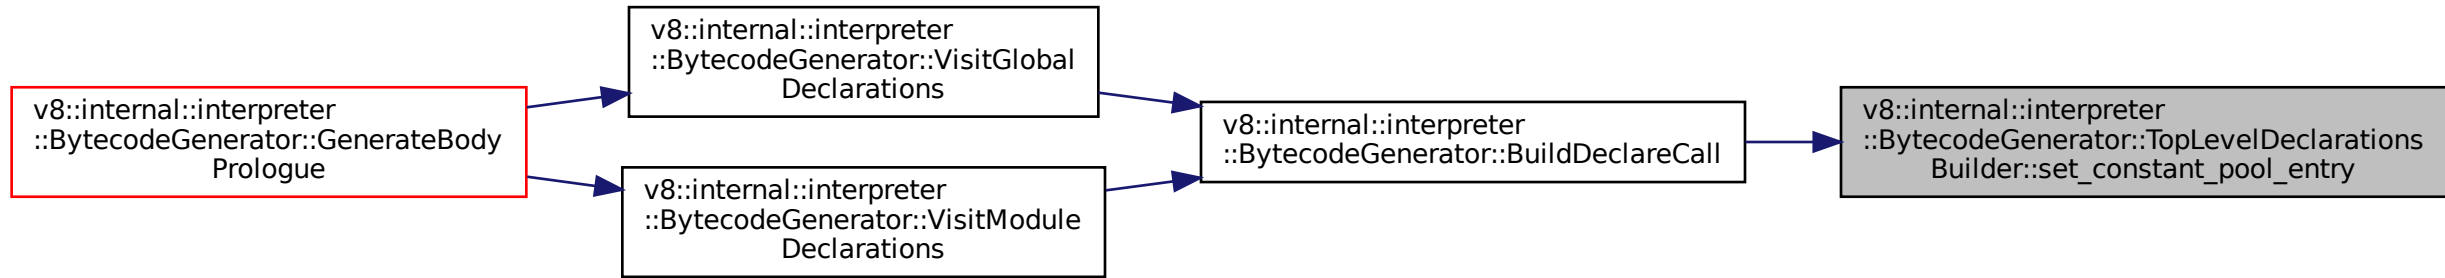 v8::internal::interpreter
::BytecodeGenerator::GenerateBody
Prologue
v8::internal::interpreter
::BytecodeGenerator::VisitGlobal
Declarations
v8::internal::interpreter
::BytecodeGenerator::VisitModule
Declarations
v8::internal::interpreter
::BytecodeGenerator::BuildDeclareCall
v8::internal::interpreter
::BytecodeGenerator::TopLevelDeclarations
Builder::set_constant_pool_entry